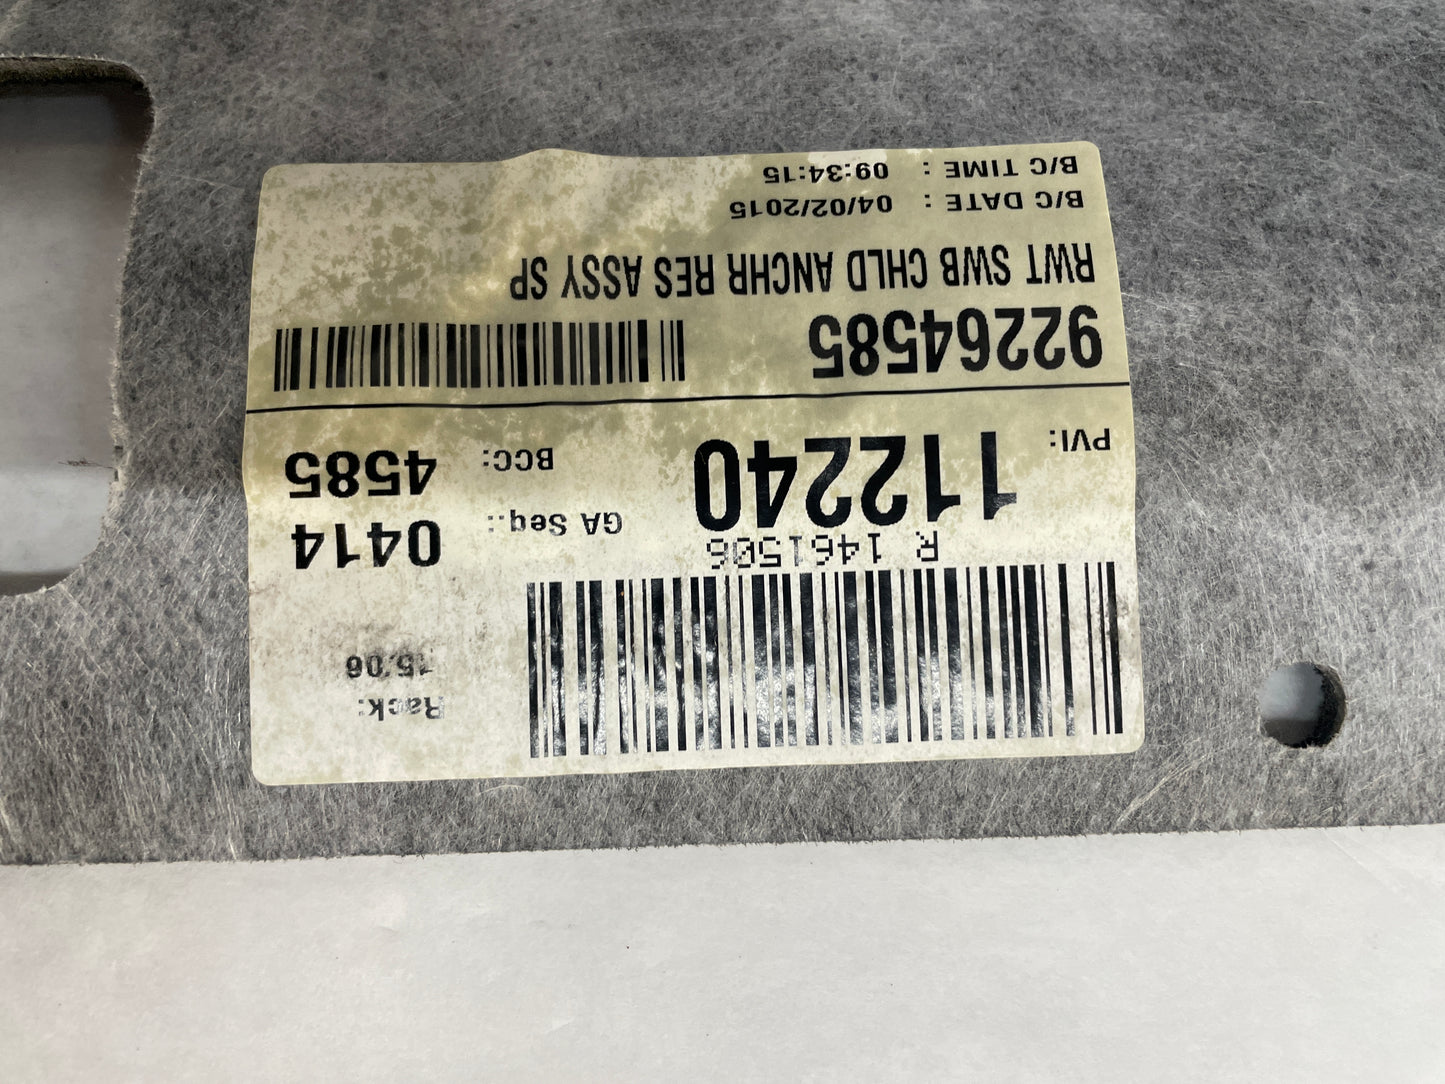 Rack:
15.06
R 1461506
PVI: 112240
GA Seq.: 0414
BCC: 4585
92264585
RWT SWB CHLD ANCHR RES ASSY SP
B/C DATE : 04/02/2015
B/C TIME : 09:34:15